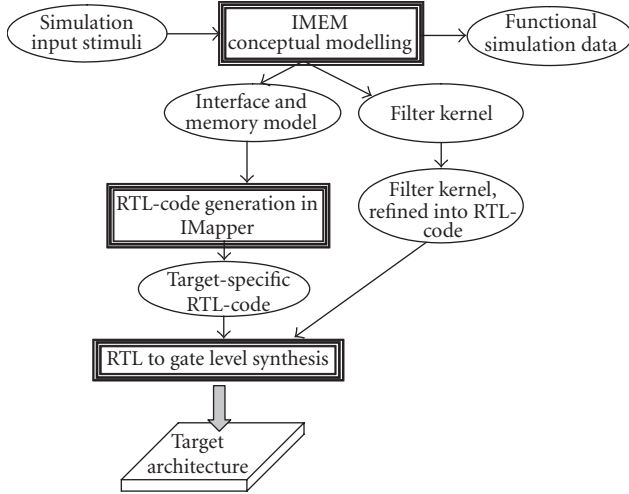 Simulation
input stimuli
IMEM
conceptual modelling
Functional
simulation data
Interface and
memory model
Filter kernel
RTL-code generation in
IMapper
Filter kernel,
refined into RTL-
code
Target-specific
RTL-code
RTL to gate level synthesis
Target
architecture